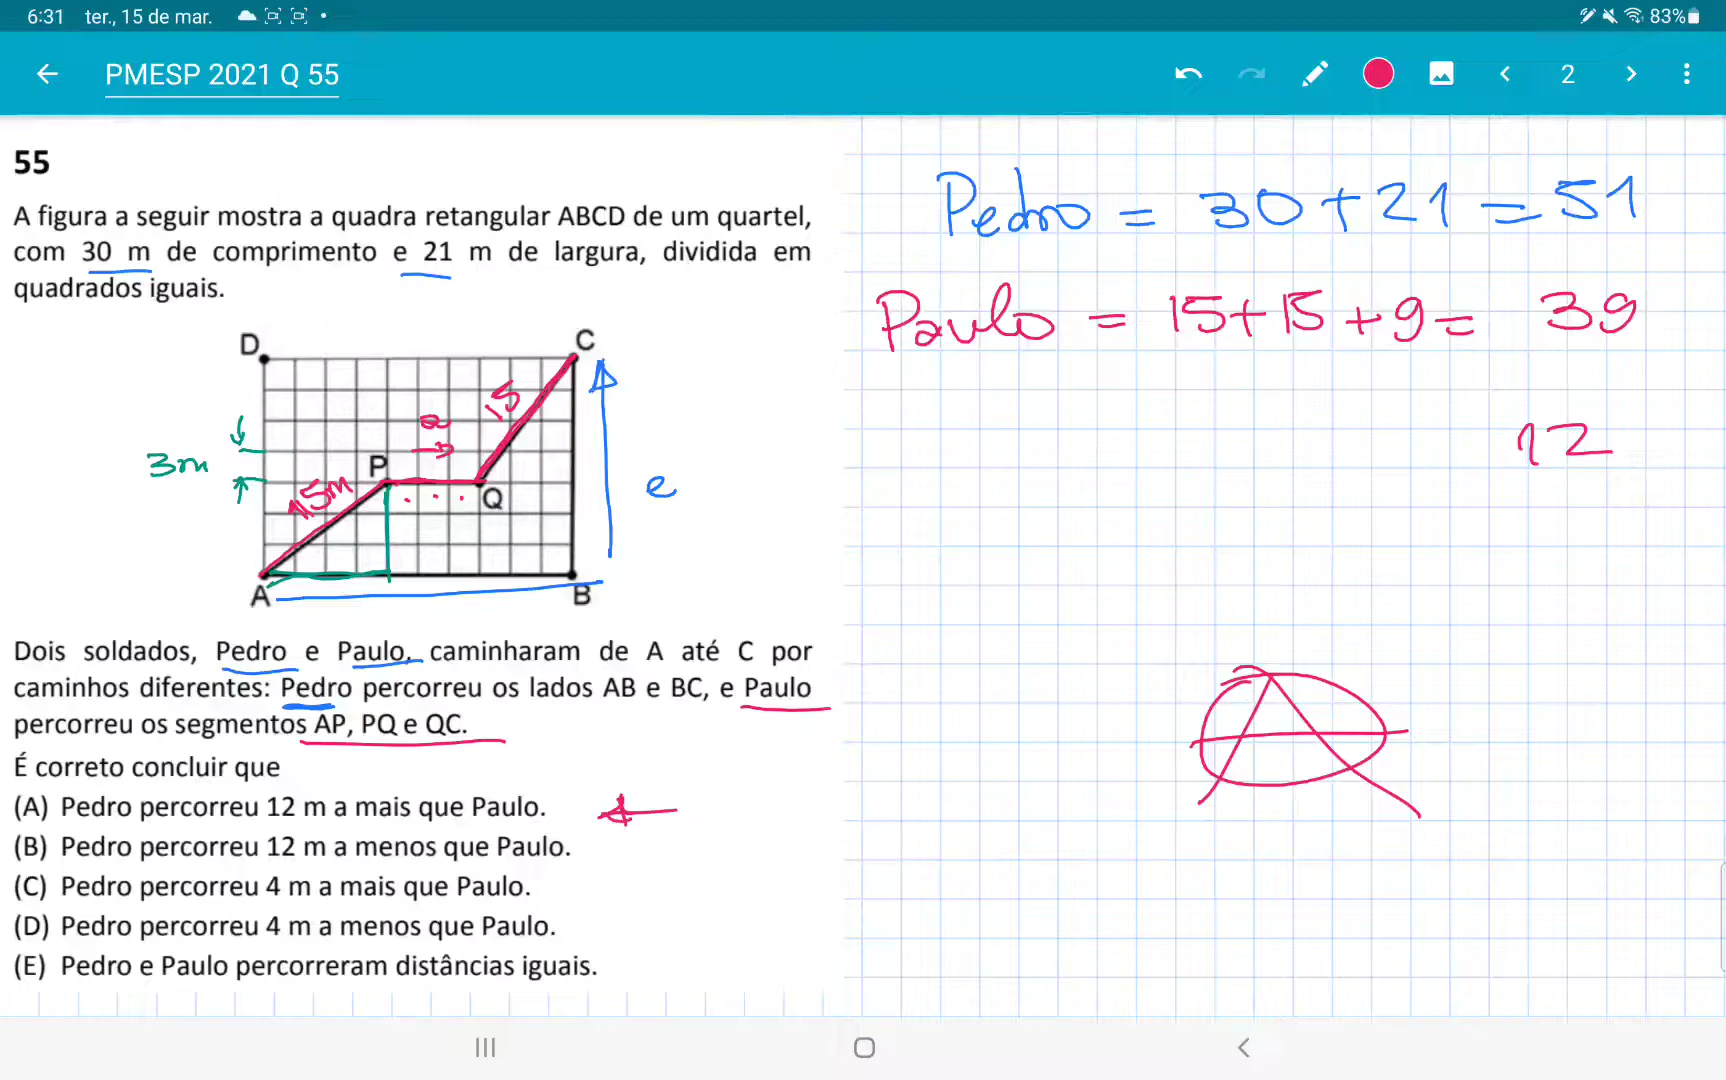 6:31 ter., 15 de mar. 83%
PMESP 2021 Q 55 2
55
A figura a seguir mostra a quadra retangular ABCD de um quartel,
com 30 m de comprimento e 21 m de largura, dividida em
quadrados iguais.
D C
15
3m P
15m Q e
A B
Dois soldados, Pedro e Paulo, caminharam de A até C por
caminhos diferentes: Pedro percorreu os lados AB e BC, e Paulo
percorreu os segmentos AP, PQ e QC.
É correto concluir que
(A) Pedro percorreu 12 m a mais que Paulo.
(B) Pedro percorreu 12 m a menos que Paulo.
(C) Pedro percorreu 4 m a mais que Paulo.
(D) Pedro percorreu 4 m a menos que Paulo.
(E) Pedro e Paulo percorreram distâncias iguais.
Pedro = 30 + 21 = 51
Paulo = 15 + 15 + 9 = 39
12
A